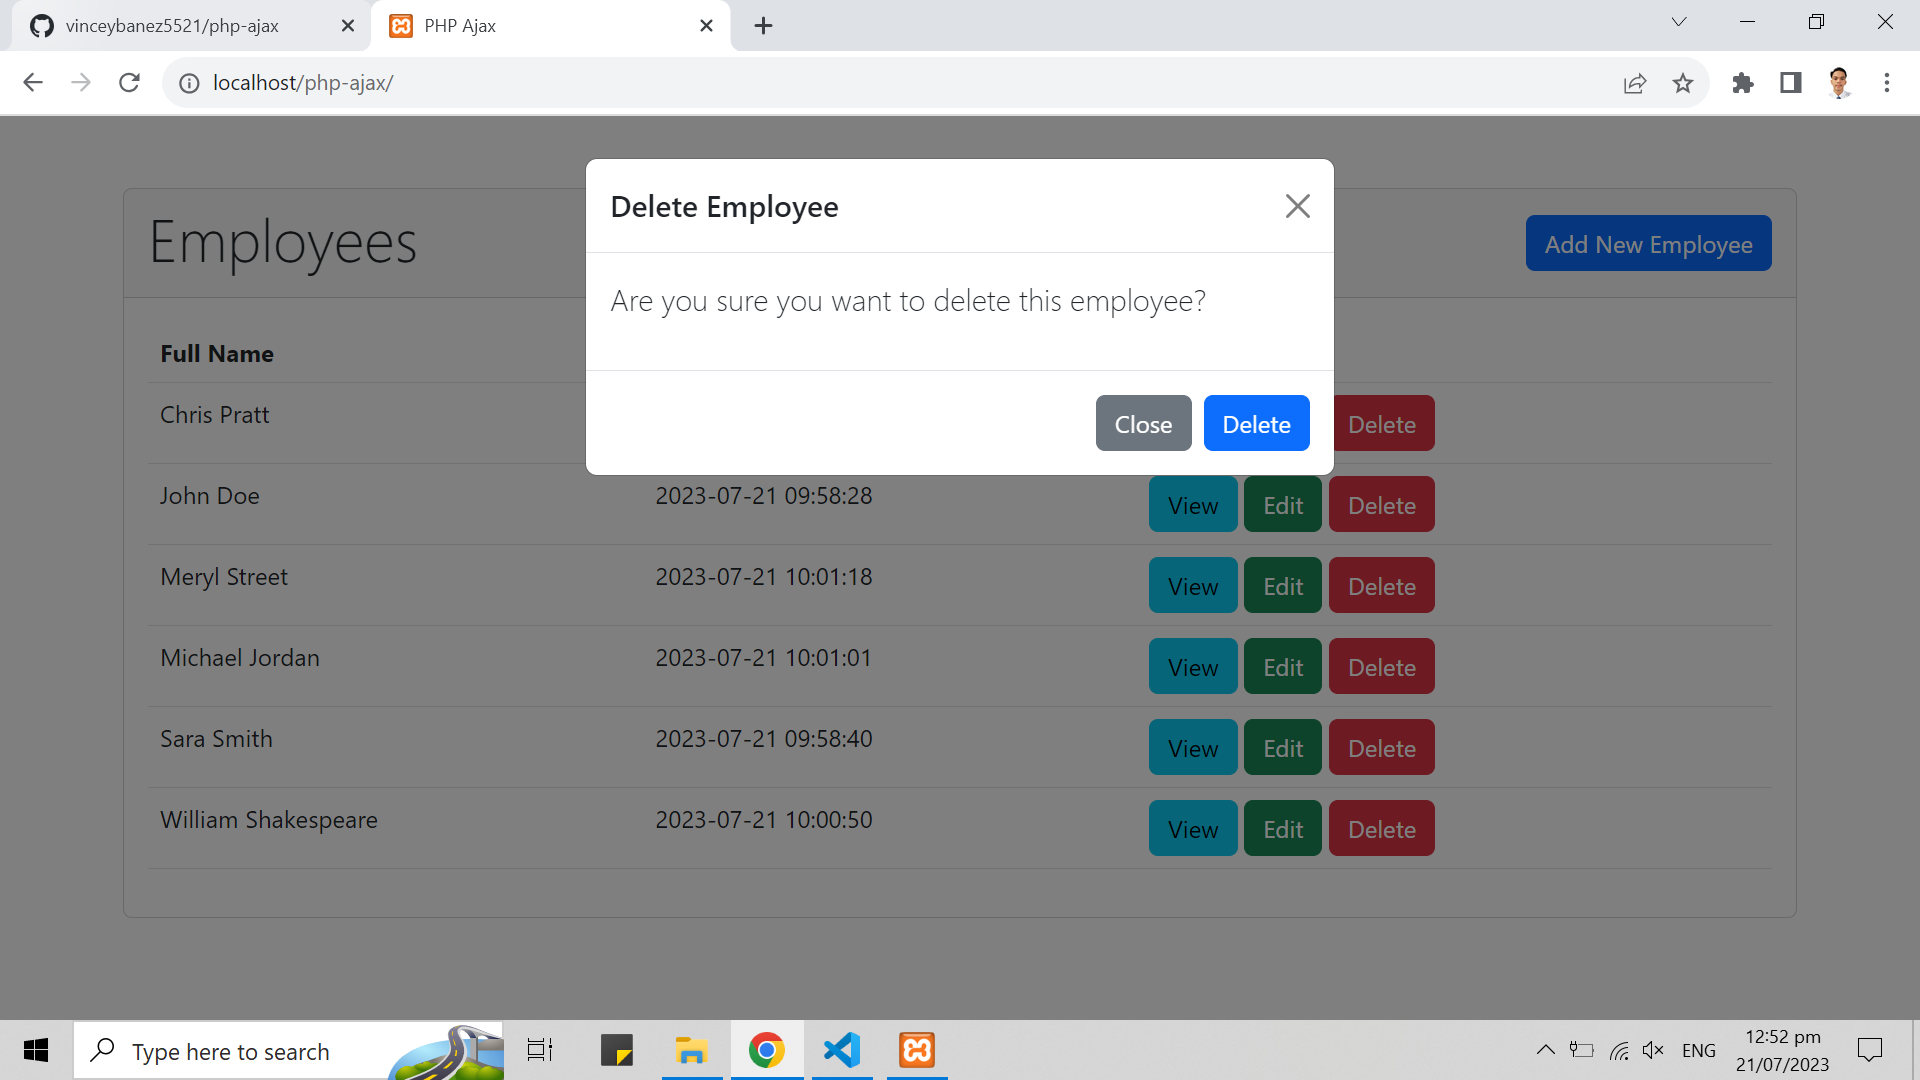 vinceybanez5521/php-ajax
PHP Ajax
localhost/php-ajax/
Delete Employee
Employees
Add New Employee
Are you sure you want to delete this employee?
Full Name
Close Delete
Chris Pratt Delete
John Doe 2023-07-21 09:58:28 View Edit Delete
Meryl Street 2023-07-21 10:01:18 View Edit Delete
Michael Jordan 2023-07-21 10:01:01 View Edit Delete
Sara Smith 2023-07-21 09:58:40 View Edit Delete
William Shakespeare 2023-07-21 10:00:50 View Edit Delete
Type here to search
ENG
12:52 pm
21/07/2023